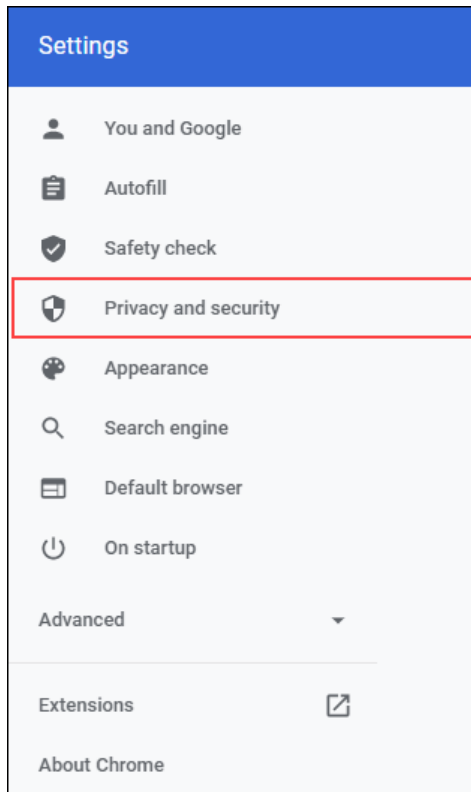 Settings
You and Google
Autofill
Safety check
Privacy and security
Appearance
Search engine
Default browser
On startup
Advanced
Extensions
About Chrome